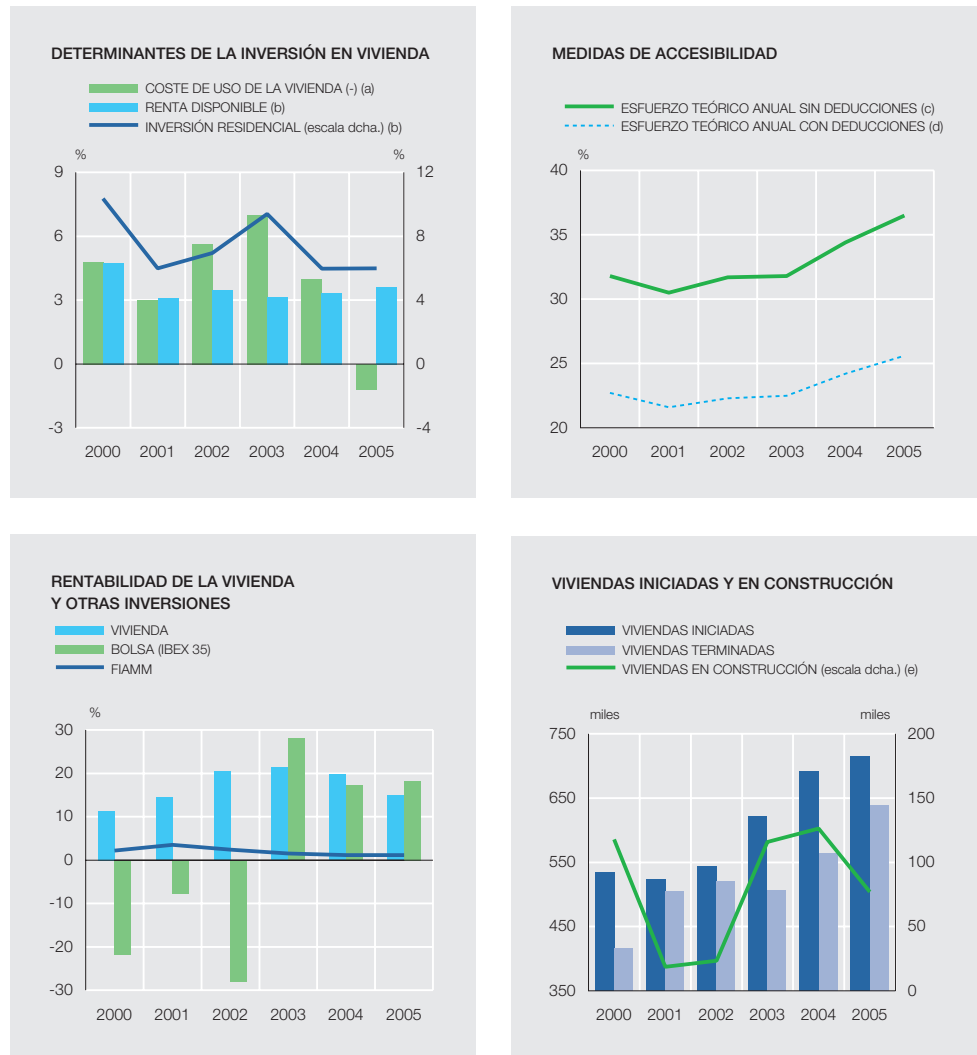 DETERMINANTES DE LA INVERSIÓN EN VIVIENDA
COSTE DE USO DE LA VIVIENDA (-) (a)
RENTA DISPONIBLE (b)
INVERSIÓN RESIDENCIAL (escala dcha.) (b)
% %
9 12
6 8
3 4
0 0
-3 -4
2000 2001 2002 2003 2004 2005
MEDIDAS DE ACCESIBILIDAD
ESFUERZO TEÓRICO ANUAL SIN DEDUCCIONES (c)
ESFUERZO TEÓRICO ANUAL CON DEDUCCIONES (d)
%
40
35
30
25
20
2000 2001 2002 2003 2004 2005
RENTABILIDAD DE LA VIVIENDA
Y OTRAS INVERSIONES
VIVIENDA
BOLSA (IBEX 35)
FIAMM
%
30
20
10
0
-10
-20
-30
2000 2001 2002 2003 2004 2005
VIVIENDAS INICIADAS Y EN CONSTRUCCIÓN
VIVIENDAS INICIADAS
VIVIENDAS TERMINADAS
VIVIENDAS EN CONSTRUCCIÓN (escala dcha.) (e)
miles miles
750 200
650 150
550 100
450 50
350 0
2000 2001 2002 2003 2004 2005